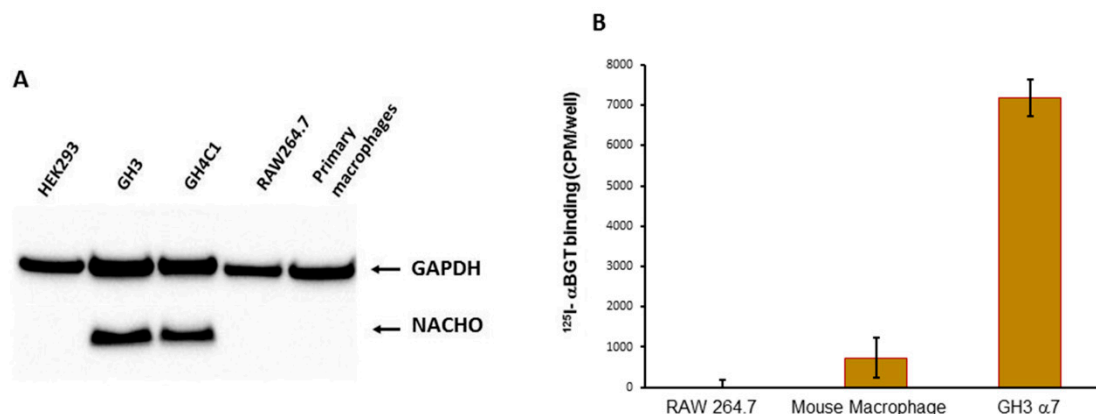 A
HEK293
GH3
GH4C1
RAW264.7
Primary
macrophages
GAPDH
NACHO
B
¹²⁵I- αBGT binding (CPM/well)
8000
7000
6000
5000
4000
3000
2000
1000
0
RAW 264.7
Mouse Macrophage
GH3 α7